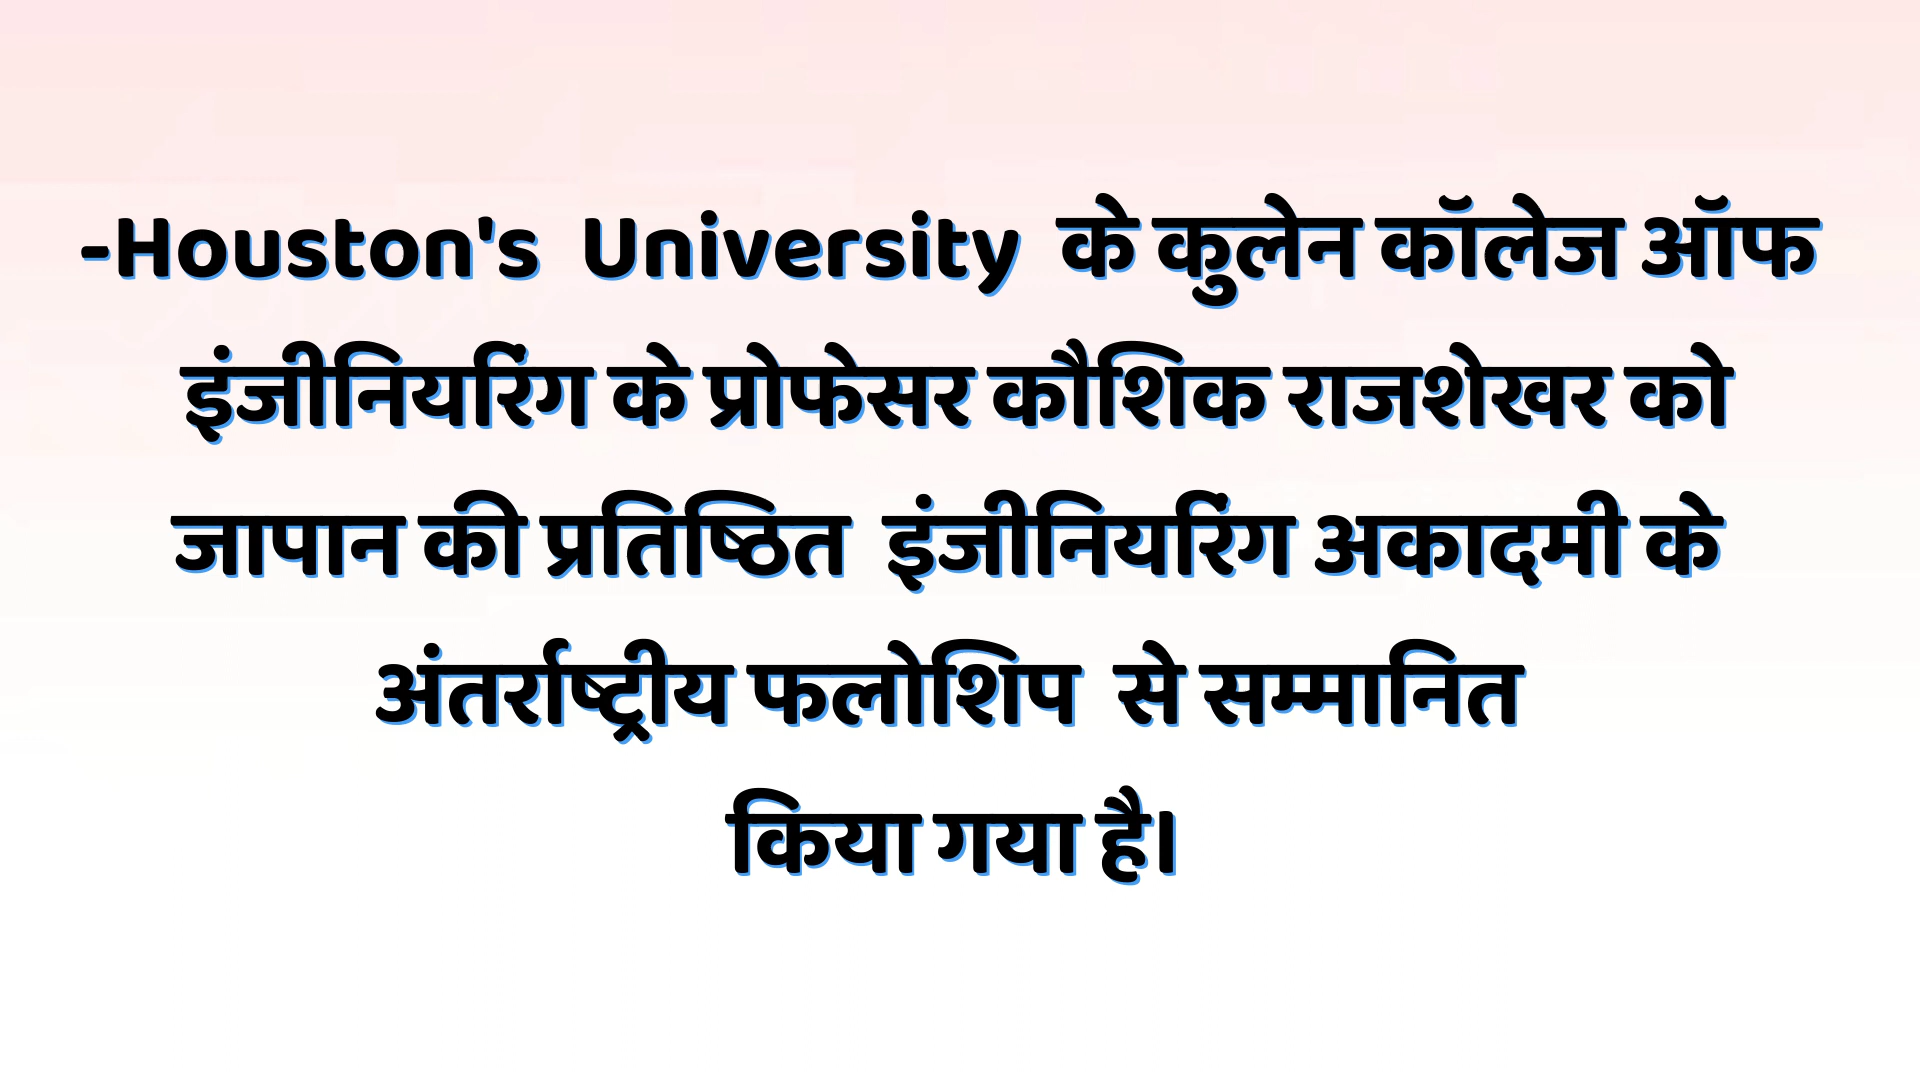 -Houston's University के कुलेन कॉलेज ऑफ
इंजीनियरिंग के प्रोफेसर कौशिक राजशेखर को
जापान की प्रतिष्ठित इंजीनियरिंग अकादमी के
अंतर्राष्ट्रीय फलोशिप से सम्मानित
किया गया है।